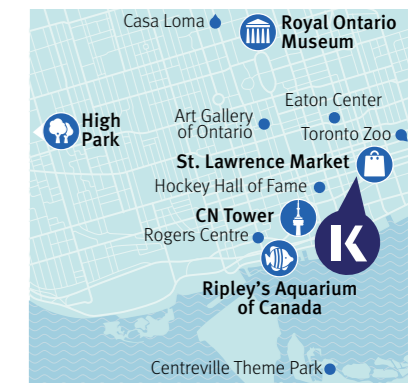 Casa Loma
Royal Ontario
Museum
High
Park
Art Gallery
of Ontario
Eaton Center
Toronto Zoo
St. Lawrence Market
Hockey Hall of Fame
CN Tower
Rogers Centre
K
Ripley's Aquarium
of Canada
Centreville Theme Park